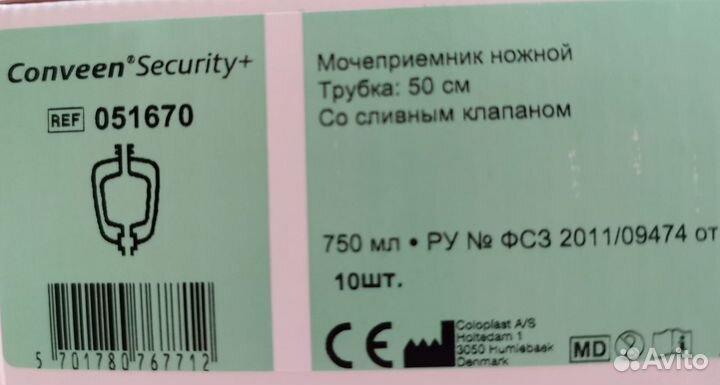 Conveen®Security+
REF 051670
5 701780 767712
Мочеприемник ножной
Трубка: 50 см
Со сливным клапаном
750 мл • РУ № ФСЗ 2011/09474 от
10шт.
CE
Coloplast A/S
Holtedam 1
3050 Humlebaek
Denmark
MD
Avito